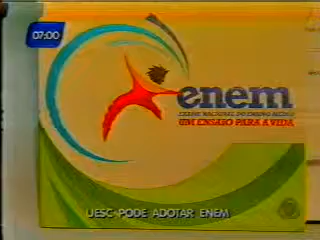 07:00
enem
EXAME NACIONAL DO ENSINO MÉDIO
UM ENSAIO PARA A VIDA
UESC PODE ADOTAR ENEM